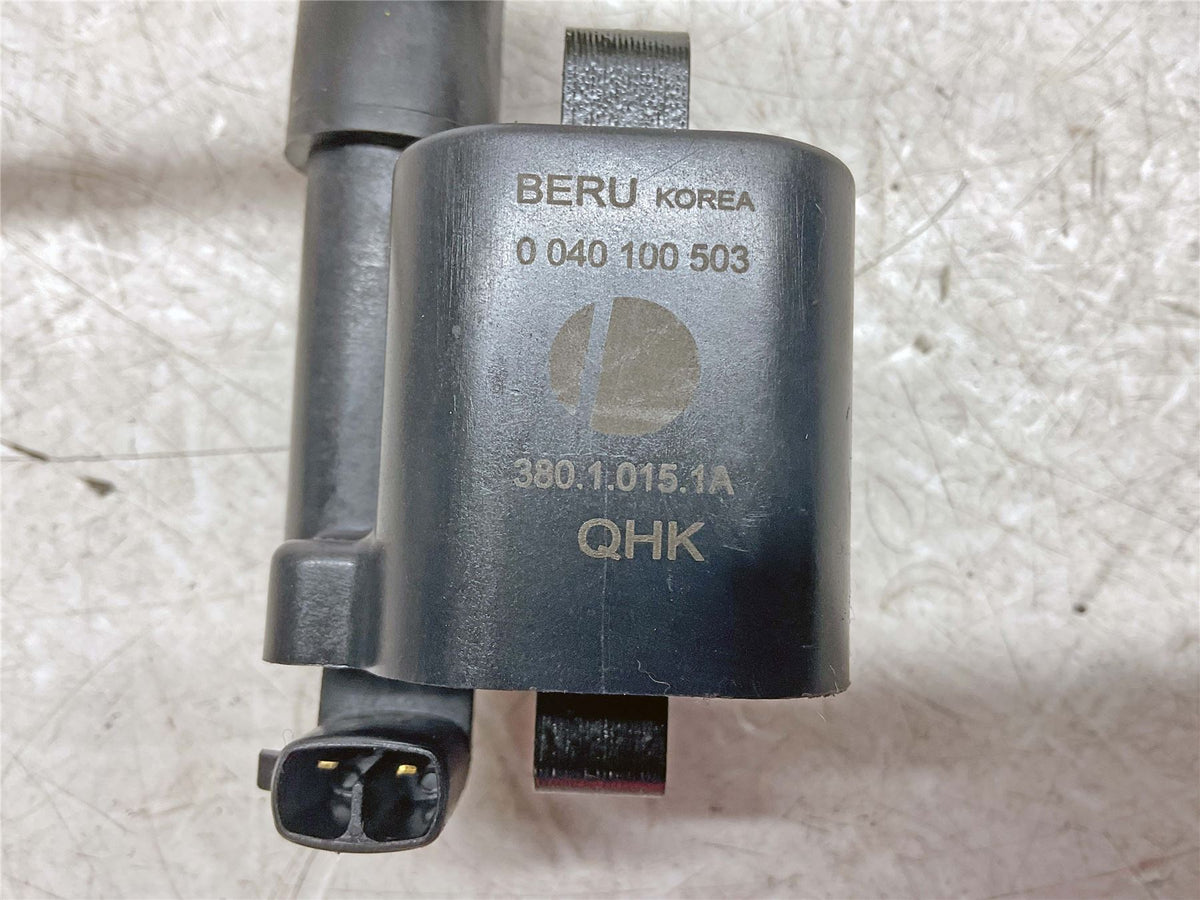 BERU KOREA
0 040 100 503
380.1.015.1A
QHK